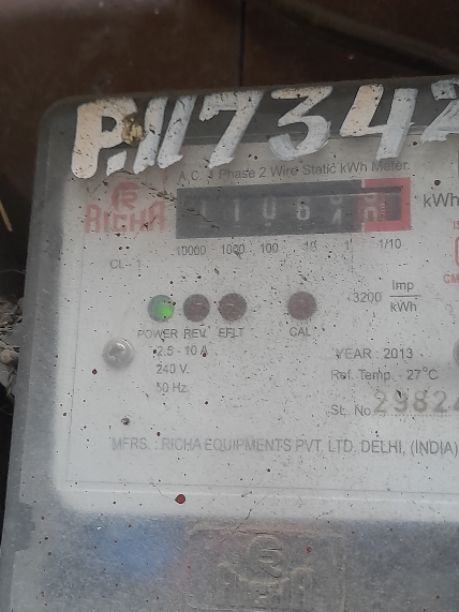 P.11734
A.C. 1 Phase 2 Wire Static kWh Meter
RICHA
kWh
10000 1000 100 10 1 1/10
CL - 1
3200 Imp/kWh
POWER REV EFLT CAL
2.5 - 10 A
240 V.
50 Hz.
YEAR : 2013
Ref. Temp. - 27°C
SL. No 2982
MFRS. : RICHA EQUIPMENTS PVT. LTD. DELHI, (INDIA)